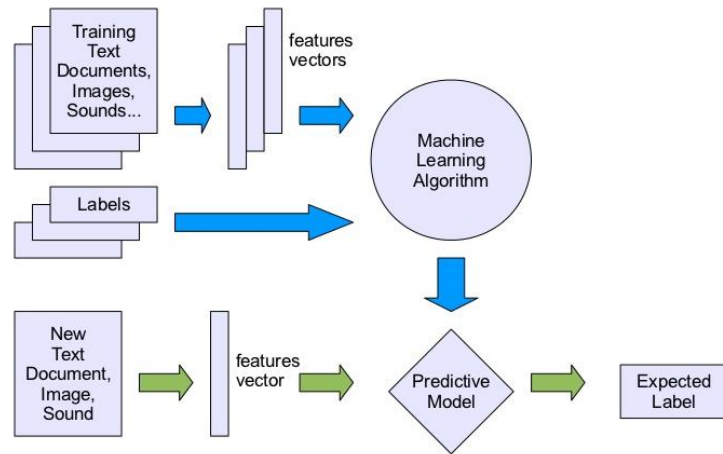 Training
Text
Documents,
Images,
Sounds...
features
vectors
Machine
Learning
Algorithm
Labels
New
Text
Document,
Image,
Sound
features
vector
Predictive
Model
Expected
Label